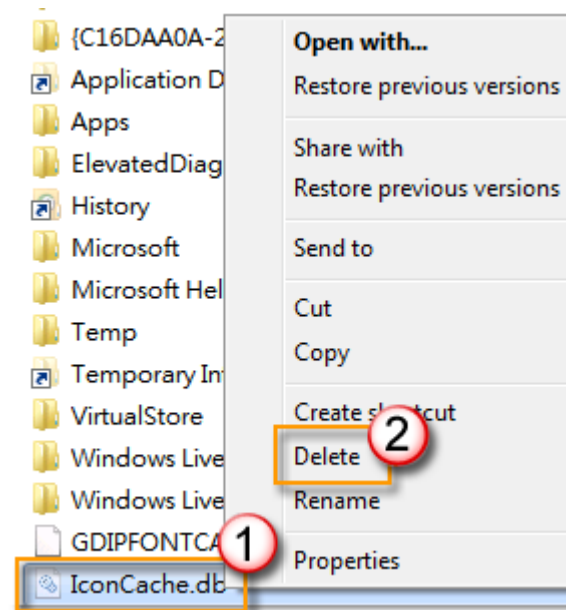 {C16DAA0A-2
Application D
Apps
ElevatedDiag
History
Microsoft
Microsoft Hel
Temp
Temporary In
VirtualStore
Windows Live
Windows Live
GDIPFONTCA
IconCache.db
1
Open with...
Restore previous versions
Share with
Restore previous versions
Send to
Cut
Copy
Create shortcut
Delete
2
Rename
Properties